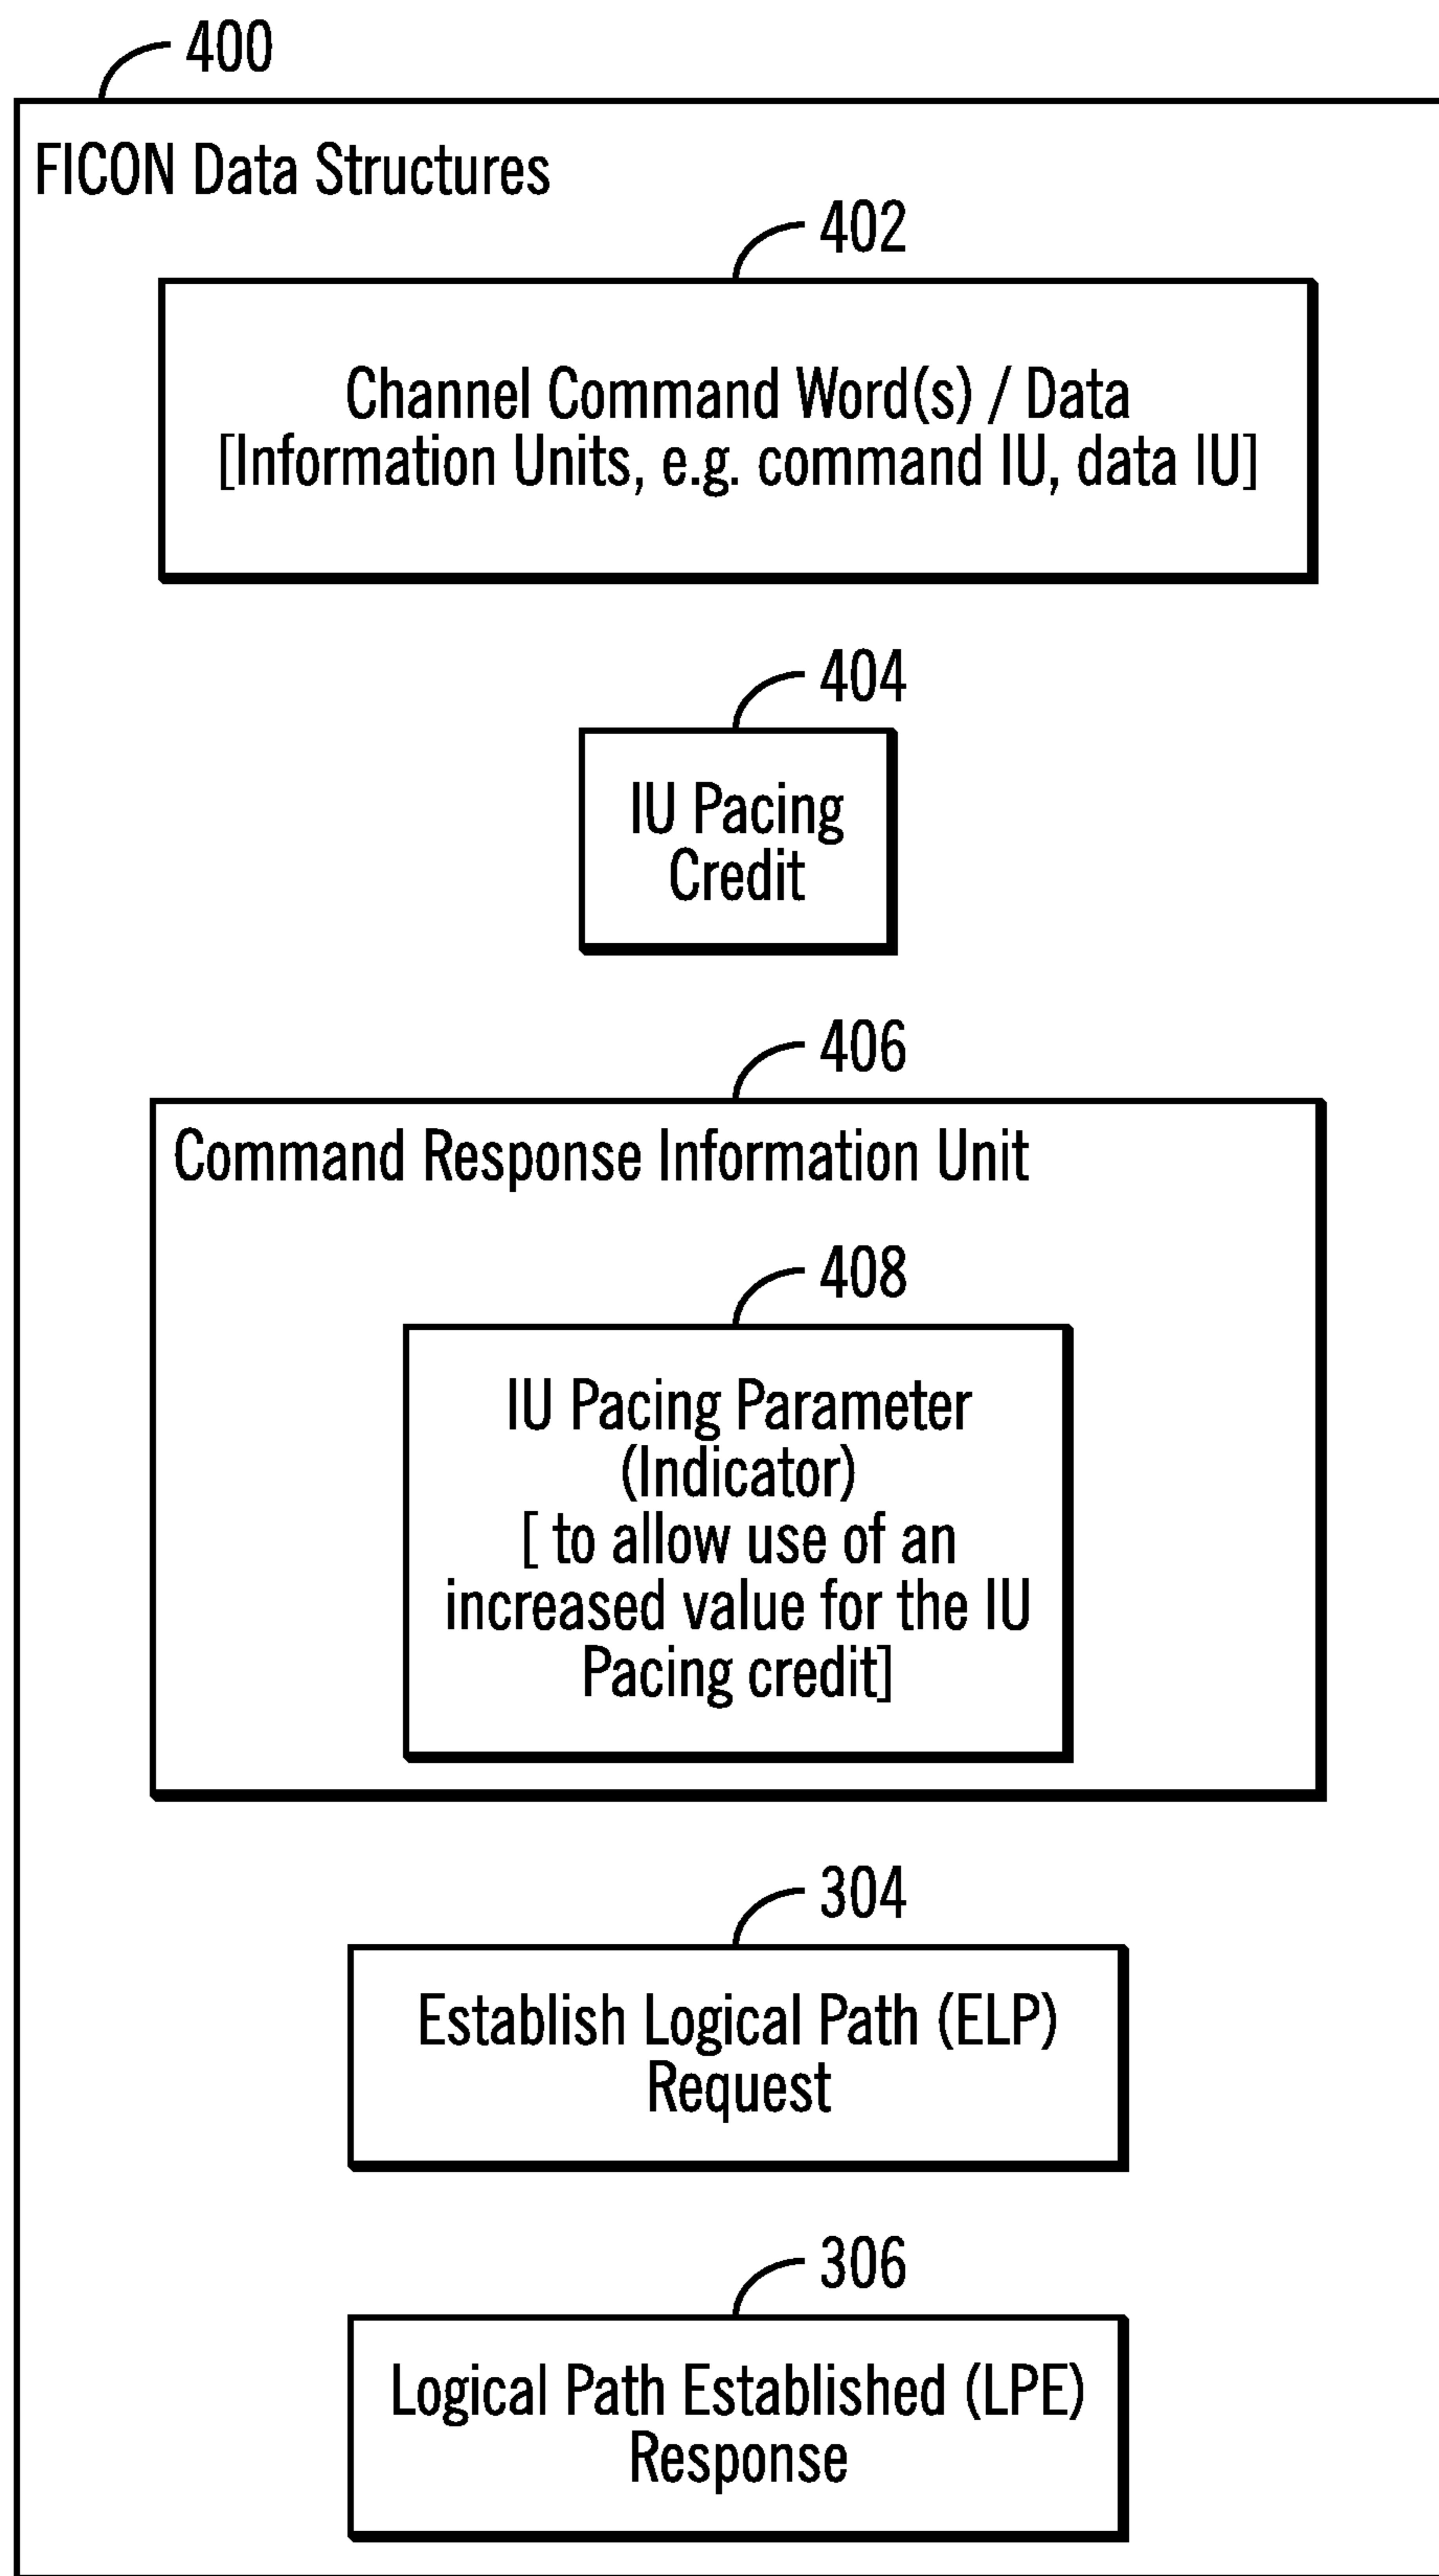 400
FICON Data Structures
402
Channel Command Word(s) / Data
[Information Units, e.g. command IU, data IU]
404
IU Pacing
Credit
406
Command Response Information Unit
408
IU Pacing Parameter
(Indicator)
[ to allow use of an
increased value for the IU
Pacing credit]
304
Establish Logical Path (ELP)
Request
306
Logical Path Established (LPE)
Response